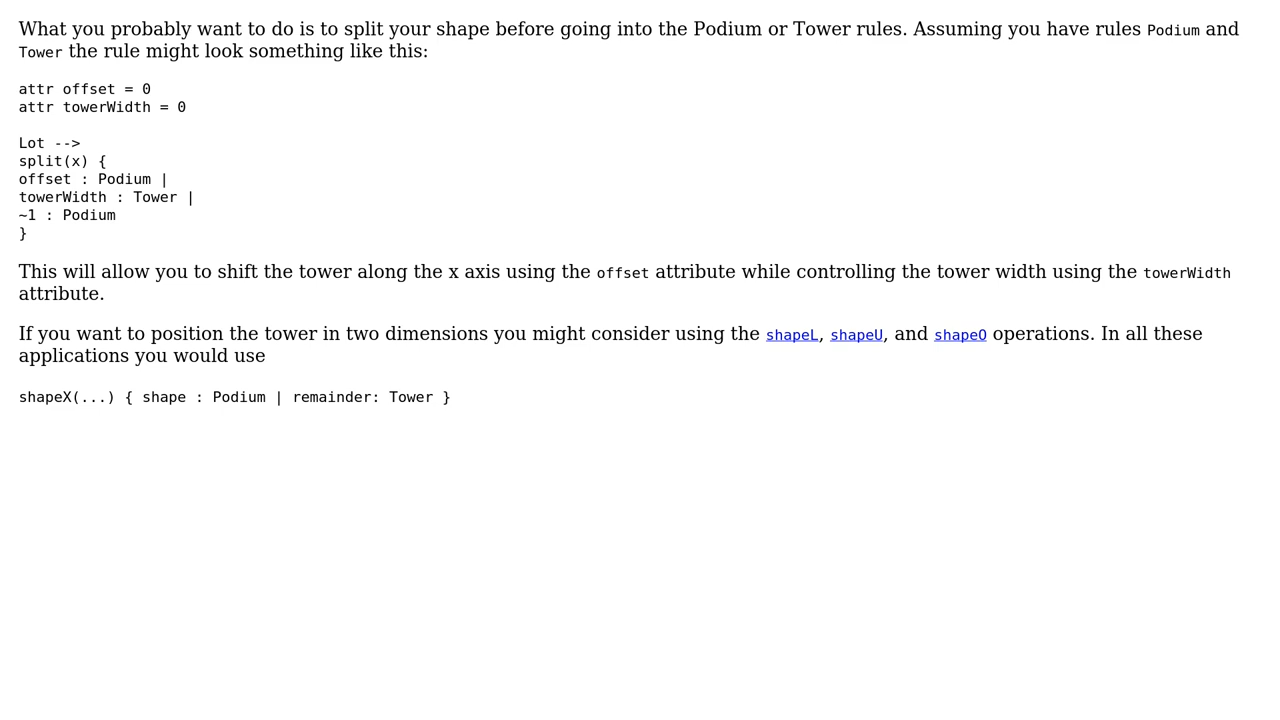 What you probably want to do is to split your shape before going into the Podium or Tower rules. Assuming you have rules Podium and
Tower the rule might look something like this:
attr offset = 0
attr towerWidth = 0
Lot -->
split(x) {
offset : Podium |
towerWidth : Tower |
~1 : Podium
}
This will allow you to shift the tower along the x axis using the offset attribute while controlling the tower width using the towerWidth
attribute.
If you want to position the tower in two dimensions you might consider using the shapeL, shapeU, and shapeO operations. In all these
applications you would use
shapeX(...) { shape : Podium | remainder: Tower }